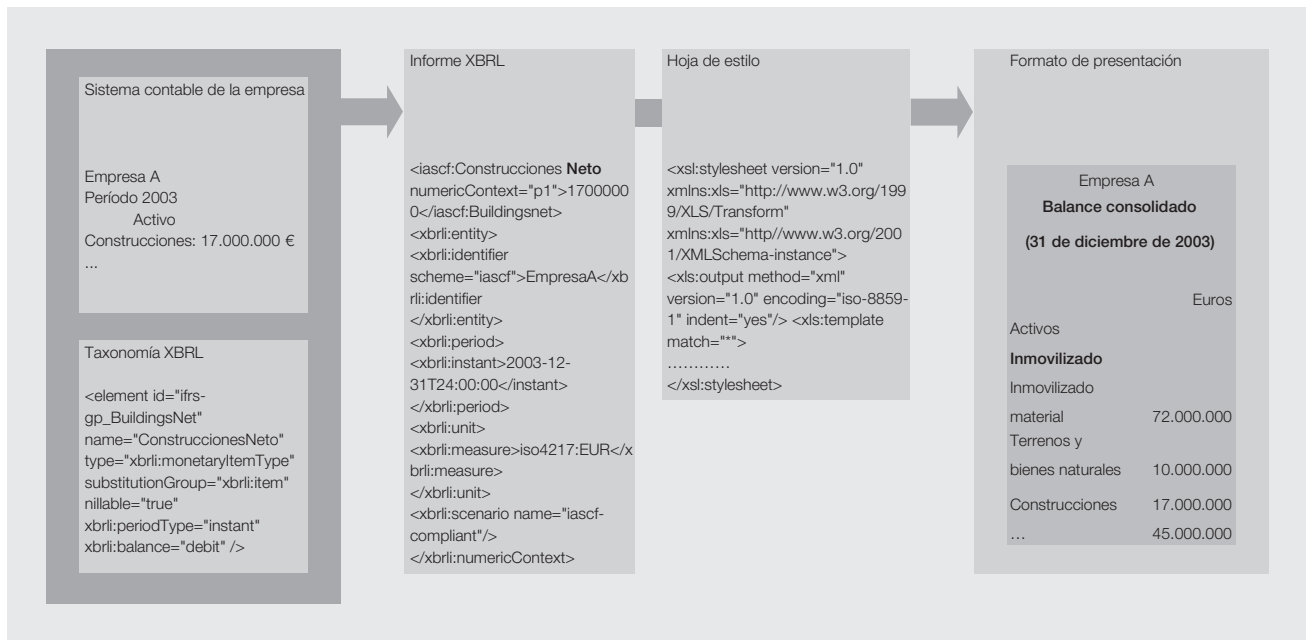 Sistema contable de la empresa
Empresa A
Período 2003
Activo
Construcciones: 17.000.000 €
...
Taxonomía XBRL
<element id="ifrs-
gp_BuildingsNet"
name="ConstruccionesNeto"
type="xbrli:monetaryItemType"
substitutionGroup="xbrli:item"
nillable="true"
xbrli:periodType="instant"
xbrli:balance="debit" />
Informe XBRL
<iascf:Construcciones Neto
numericContext="p1">1700000
0</iascf:Buildingsnet>
<xbrli:entity>
<xbrli:identifier
scheme="iascf">EmpresaA</xb
rli:identifier
</xbrli:entity>
<xbrli:period>
<xbrli:instant>2003-12-
31T24:00:00</instant>
</xbrli:period>
<xbrli:unit>
<xbrli:measure>iso4217:EUR</x
brli:measure>
</xbrli:unit>
<xbrli:scenario name="iascf-
compliant"/>
</xbrli:numericContext>
Hoja de estilo
<xsl:stylesheet version="1.0"
xmlns:xls="http://www.w3.org/199
9/XLS/Transform"
xmlns:xls="http//www.w3.org/200
1/XMLSchema-instance">
<xls:output method="xml"
version="1.0" encoding="iso-8859-
1" indent="yes"/> <xls:template
match="*">
…………
</xsl:stylesheet>
Formato de presentación
Empresa A
Balance consolidado
(31 de diciembre de 2003)
Euros
Activos
Inmovilizado
Inmovilizado
material 72.000.000
Terrenos y
bienes naturales 10.000.000
Construcciones 17.000.000
… 45.000.000